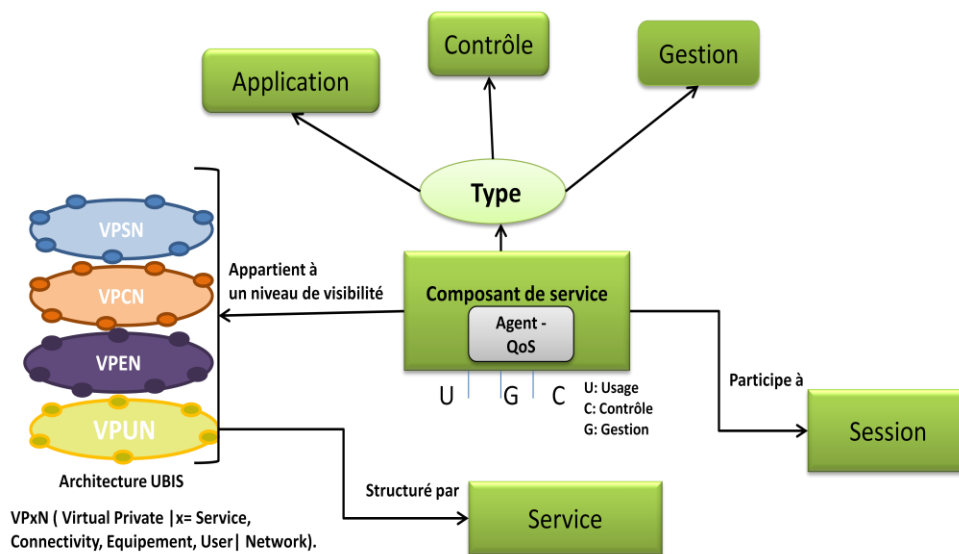 Contrôle
Gestion
Application
Type
VPSN
VPCN
VPEN
VPUN
Appartient à
un niveau de visibilité
Composant de service
Agent -
QoS
U G C
U: Usage
C: Contrôle
G: Gestion
Participe à
Session
Architecture UBIS
Structuré par
Service
VPxN ( Virtual Private |x= Service,
Connectivity, Equipement, User| Network).